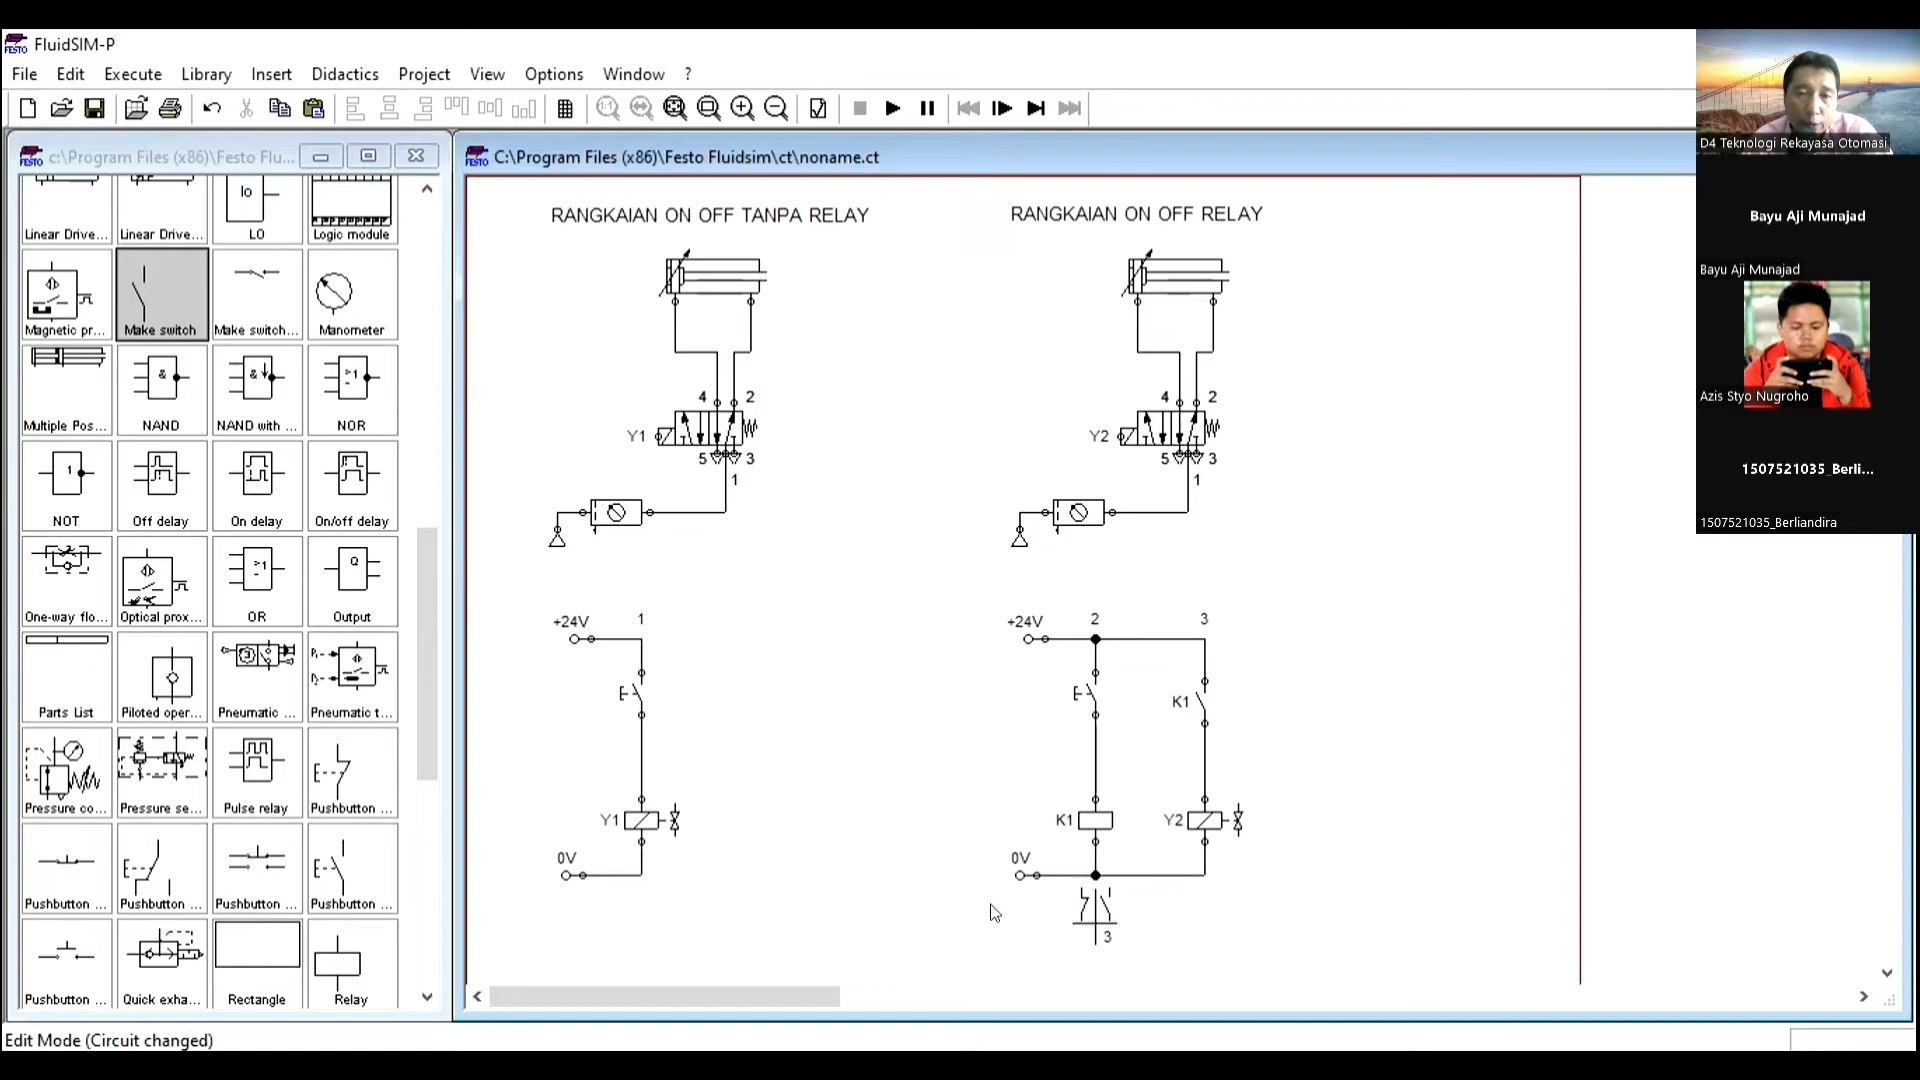 FluidSIM-P
FESTO
File Edit Execute Library Insert Didactics Project View Options Window ?
c:\Program Files (x86)\Festo Flu...
C:\Program Files (x86)\Festo Fluidsim\ct\noname.ct
Linear Drive... Linear Drive... LO Logic module
Magnetic pr... Make switch Make switch... Manometer
Multiple Pos... NAND NAND with ... NOR
NOT Off delay On delay On/off delay
One-way flo... Optical prox... OR Output
Parts List Piloted oper... Pneumatic ... Pneumatic t...
Pressure co... Pressure se... Pulse relay Pushbutton ...
Pushbutton ... Pushbutton ... Pushbutton ... Pushbutton ...
Pushbutton ... Quick exha... Rectangle Relay
RANGKAIAN ON OFF TANPA RELAY
4 2
Y1
5 3
1
+24V 1
Y1
0V
RANGKAIAN ON OFF RELAY
4 2
Y2
5 3
1
+24V 2 3
K1
K1 Y2
0V
3
D4 Teknologi Rekayasa Otomasi
Bayu Aji Munajad
Bayu Aji Munajad
Azis Styo Nugroho
1507521035_Berli...
1507521035_Berliandira
Edit Mode (Circuit changed)